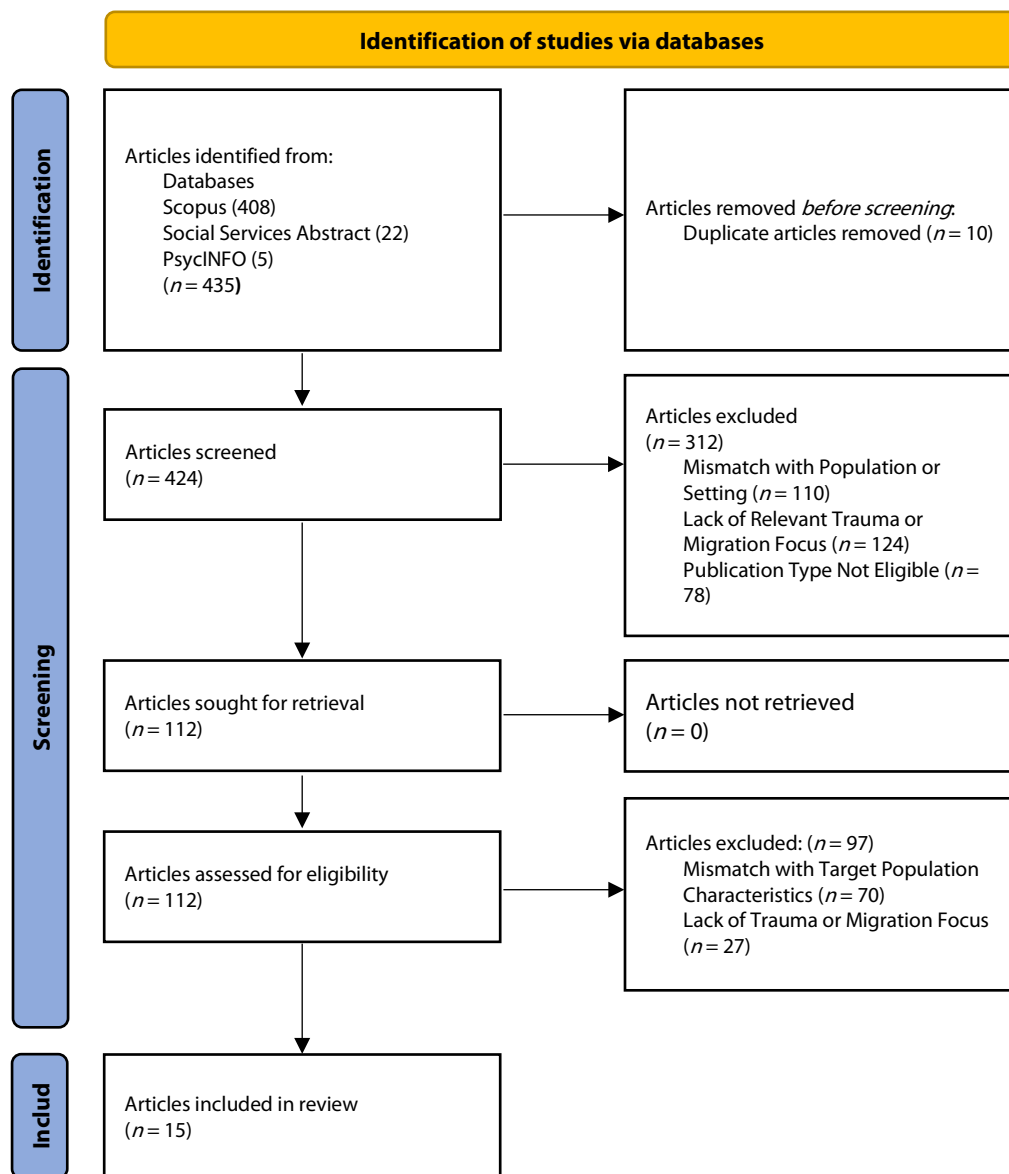 Identification of studies via databases
Identification
Articles identified from:
Databases
Scopus (408)
Social Services Abstract (22)
PsycINFO (5)
(n = 435)
Articles removed before screening:
Duplicate articles removed (n = 10)
Screening
Articles screened
(n = 424)
Articles excluded
(n = 312)
Mismatch with Population or
Setting (n = 110)
Lack of Relevant Trauma or
Migration Focus (n = 124)
Publication Type Not Eligible (n =
78)
Articles sought for retrieval
(n = 112)
Articles not retrieved
(n = 0)
Articles assessed for eligibility
(n = 112)
Articles excluded: (n = 97)
Mismatch with Target Population
Characteristics (n = 70)
Lack of Trauma or Migration Focus
(n = 27)
Includ
Articles included in review
(n = 15)